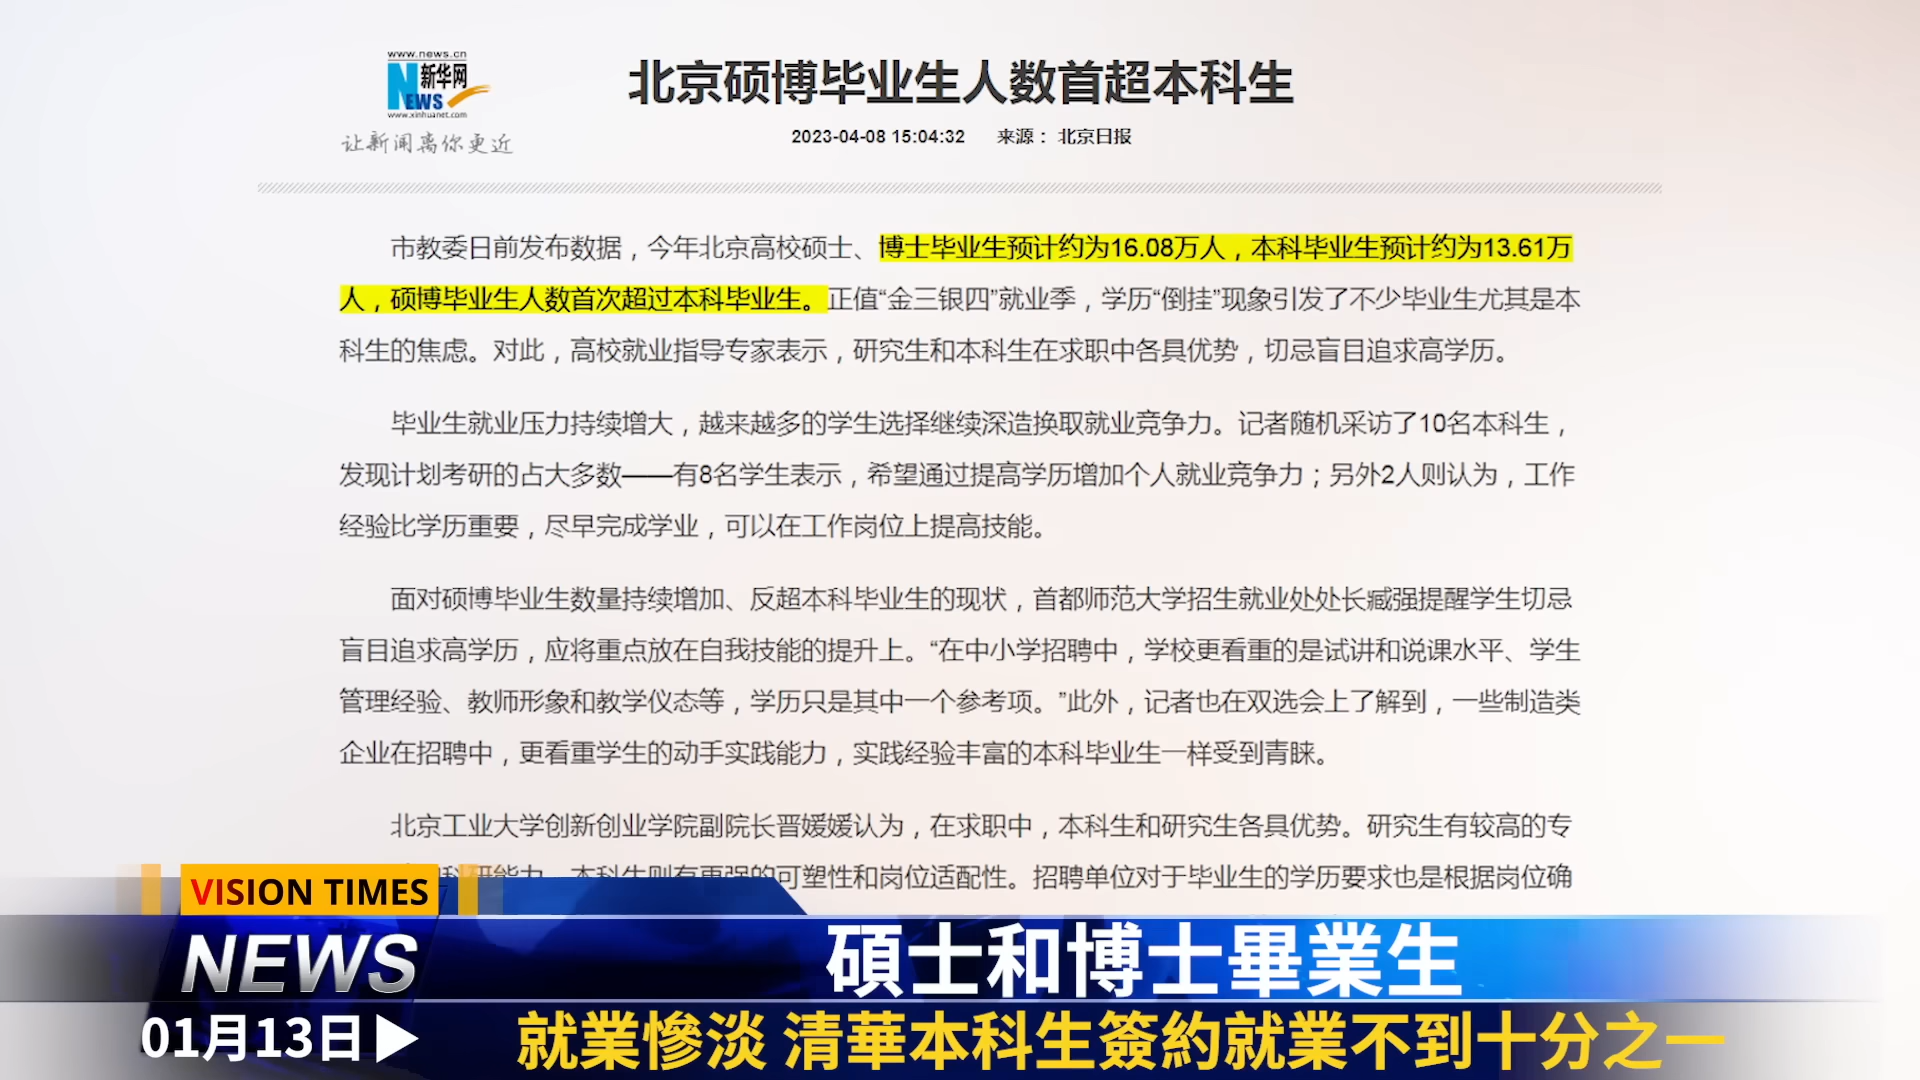 www.news.cn
新华网
NEWS
www.xinhuanet.com
让新闻离你更近
北京硕博毕业生人数首超本科生
2023-04-08 15:04:32 来源： 北京日报
市教委日前发布数据，今年北京高校硕士、博士毕业生预计约为16.08万人，本科毕业生预计约为13.61万
人，硕博毕业生人数首次超过本科毕业生。正值“金三银四”就业季，学历“倒挂”现象引发了不少毕业生尤其是本
科生的焦虑。对此，高校就业指导专家表示，研究生和本科生在求职中各具优势，切忌盲目追求高学历。
毕业生就业压力持续增大，越来越多的学生选择继续深造换取就业竞争力。记者随机采访了10名本科生，
发现计划考研的占大多数——有8名学生表示，希望通过提高学历增加个人就业竞争力；另外2人则认为，工作
经验比学历重要，尽早完成学业，可以在工作岗位上提高技能。
面对硕博毕业生数量持续增加、反超本科毕业生的现状，首都师范大学招生就业处处长臧强提醒学生切忌
盲目追求高学历，应将重点放在自我技能的提升上。“在中小学招聘中，学校更看重的是试讲和说课水平、学生
管理经验、教师形象和教学仪态等，学历只是其中一个参考项。”此外，记者也在双选会上了解到，一些制造类
企业在招聘中，更看重学生的动手实践能力，实践经验丰富的本科毕业生一样受到青睐。
北京工业大学创新创业学院副院长晋媛媛认为，在求职中，本科生和研究生各具优势。研究生有较高的专
科研能力，本科生则有更强的可塑性和岗位适配性。招聘单位对于毕业生的学历要求也是根据岗位确
VISION TIMES
NEWS
碩士和博士畢業生
01月13日
就業慘淡 清華本科生簽約就業不到十分之一